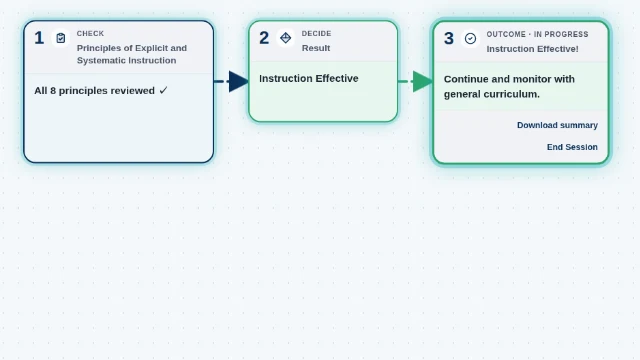 1
CHECK
Principles of Explicit and
Systematic Instruction
All 8 principles reviewed ✓
2
DECIDE
Result
Instruction Effective
3
OUTCOME · IN PROGRESS
Instruction Effective!
Continue and monitor with
general curriculum.
Download summary
End Session